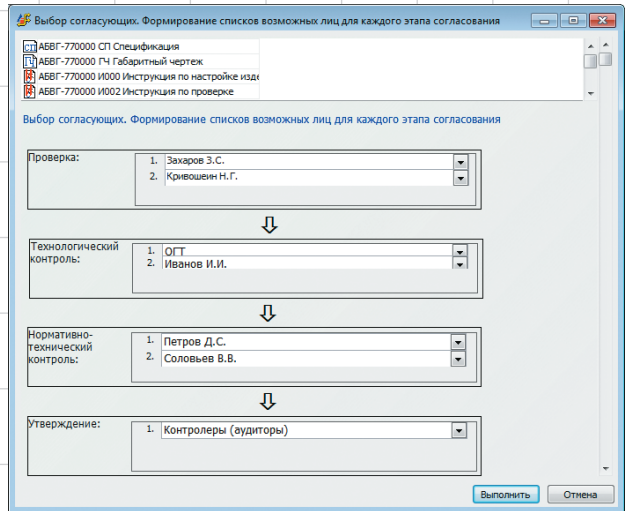 Выбор согласующих. Формирование списков возможных лиц для каждого этапа согласования
СП АБВГ-770000 СП Спецификация
АБВГ-770000 ГЧ Габаритный чертеж
АБВГ-770000 И000 Инструкция по настройке изде
АБВГ-770000 И002 Инструкция по проверке
Выбор согласующих. Формирование списков возможных лиц для каждого этапа согласования
Проверка:
1. Захаров З.С.
2. Кривошеин Н.Г.
Технологический
контроль:
1. ОГТ
2. Иванов И.И.
Нормативно-
технический
контроль:
1. Петров Д.С.
2. Соловьев В.В.
Утверждение:
1. Контролеры (аудиторы)
Выполнить Отмена